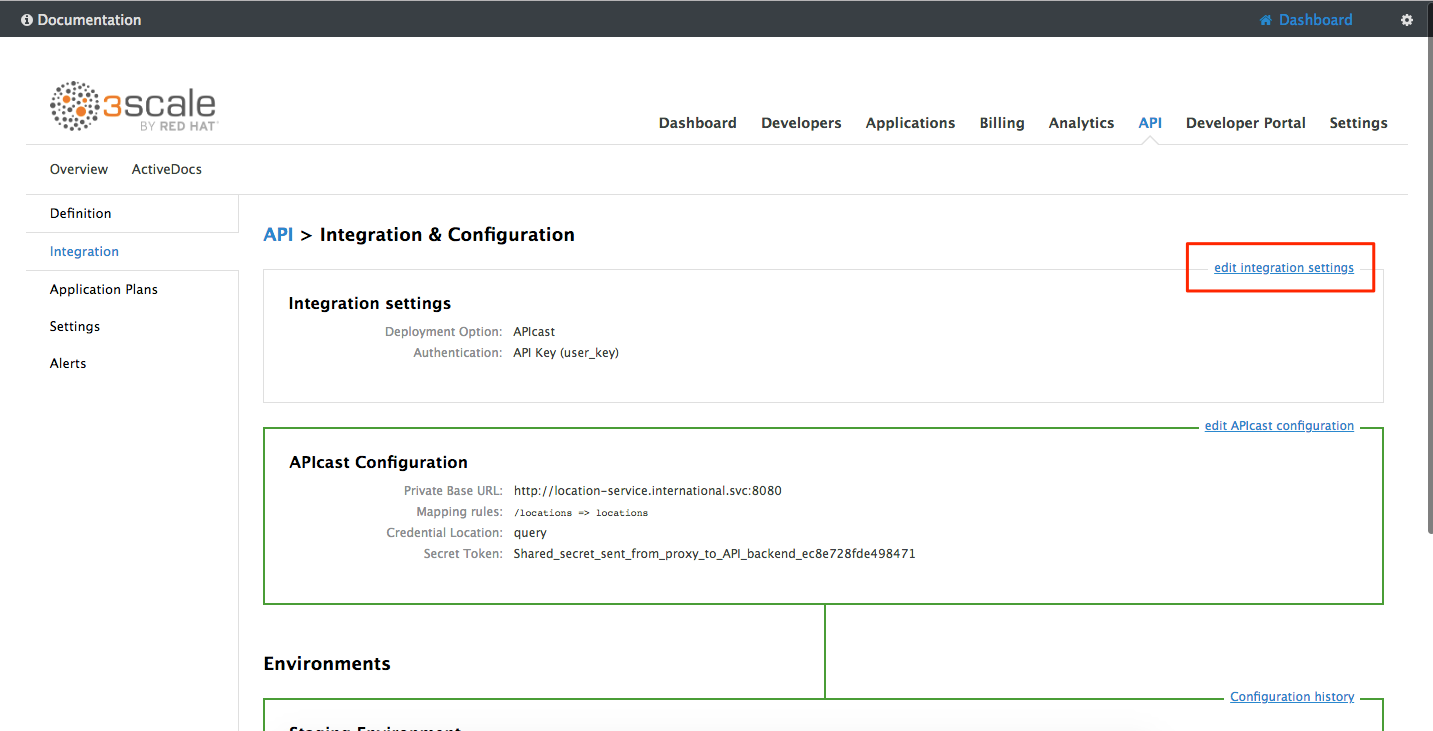 Documentation
Dashboard
3scale
BY RED HAT
Dashboard Developers Applications Billing Analytics API Developer Portal Settings
Overview ActiveDocs
Definition
Integration
Application Plans
Settings
Alerts
API > Integration & Configuration
edit integration settings
Integration settings
Deployment Option: APIcast
Authentication: API Key (user_key)
edit APIcast configuration
APIcast Configuration
Private Base URL: http://location-service.international.svc:8080
Mapping rules: /locations => locations
Credential Location: query
Secret Token: Shared_secret_sent_from_proxy_to_API_backend_ec8e728fde498471
Environments
Configuration history
Staging Environment